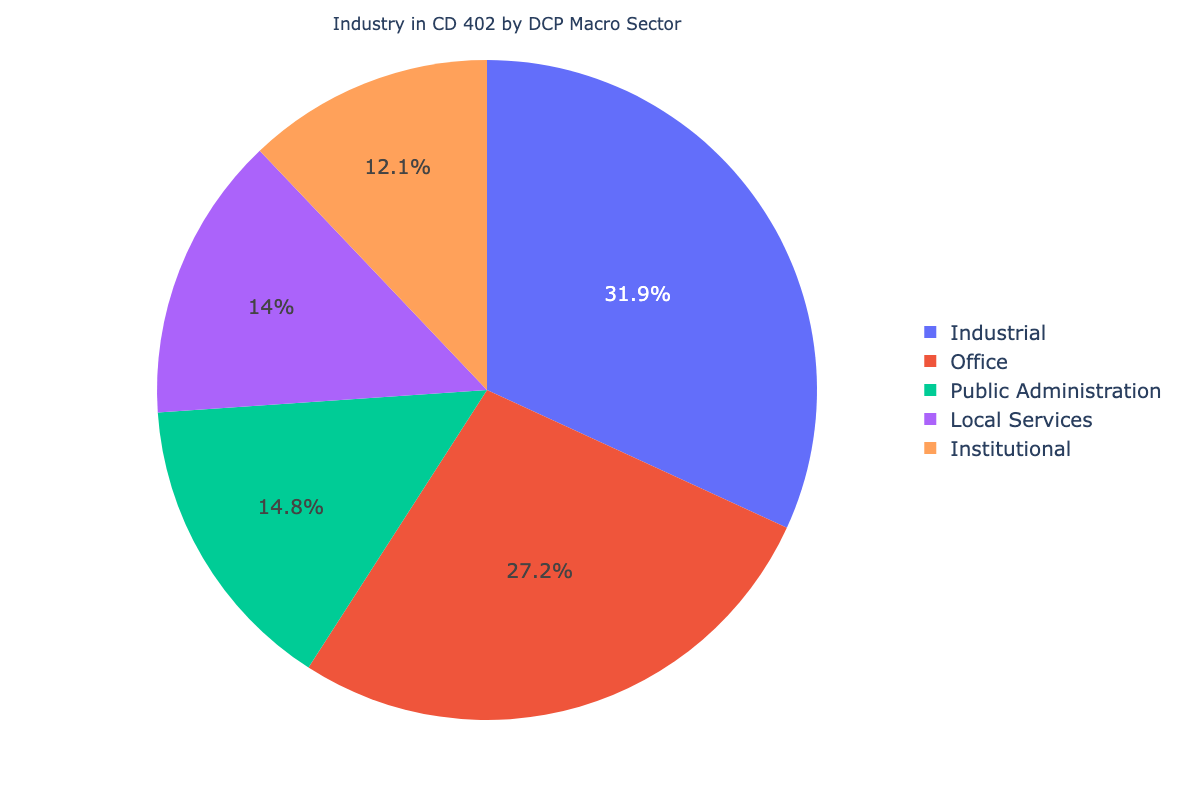 Industry in CD 402 by DCP Macro Sector
12.1%
31.9%
14%
14.8%
27.2%
Industrial
Office
Public Administration
Local Services
Institutional